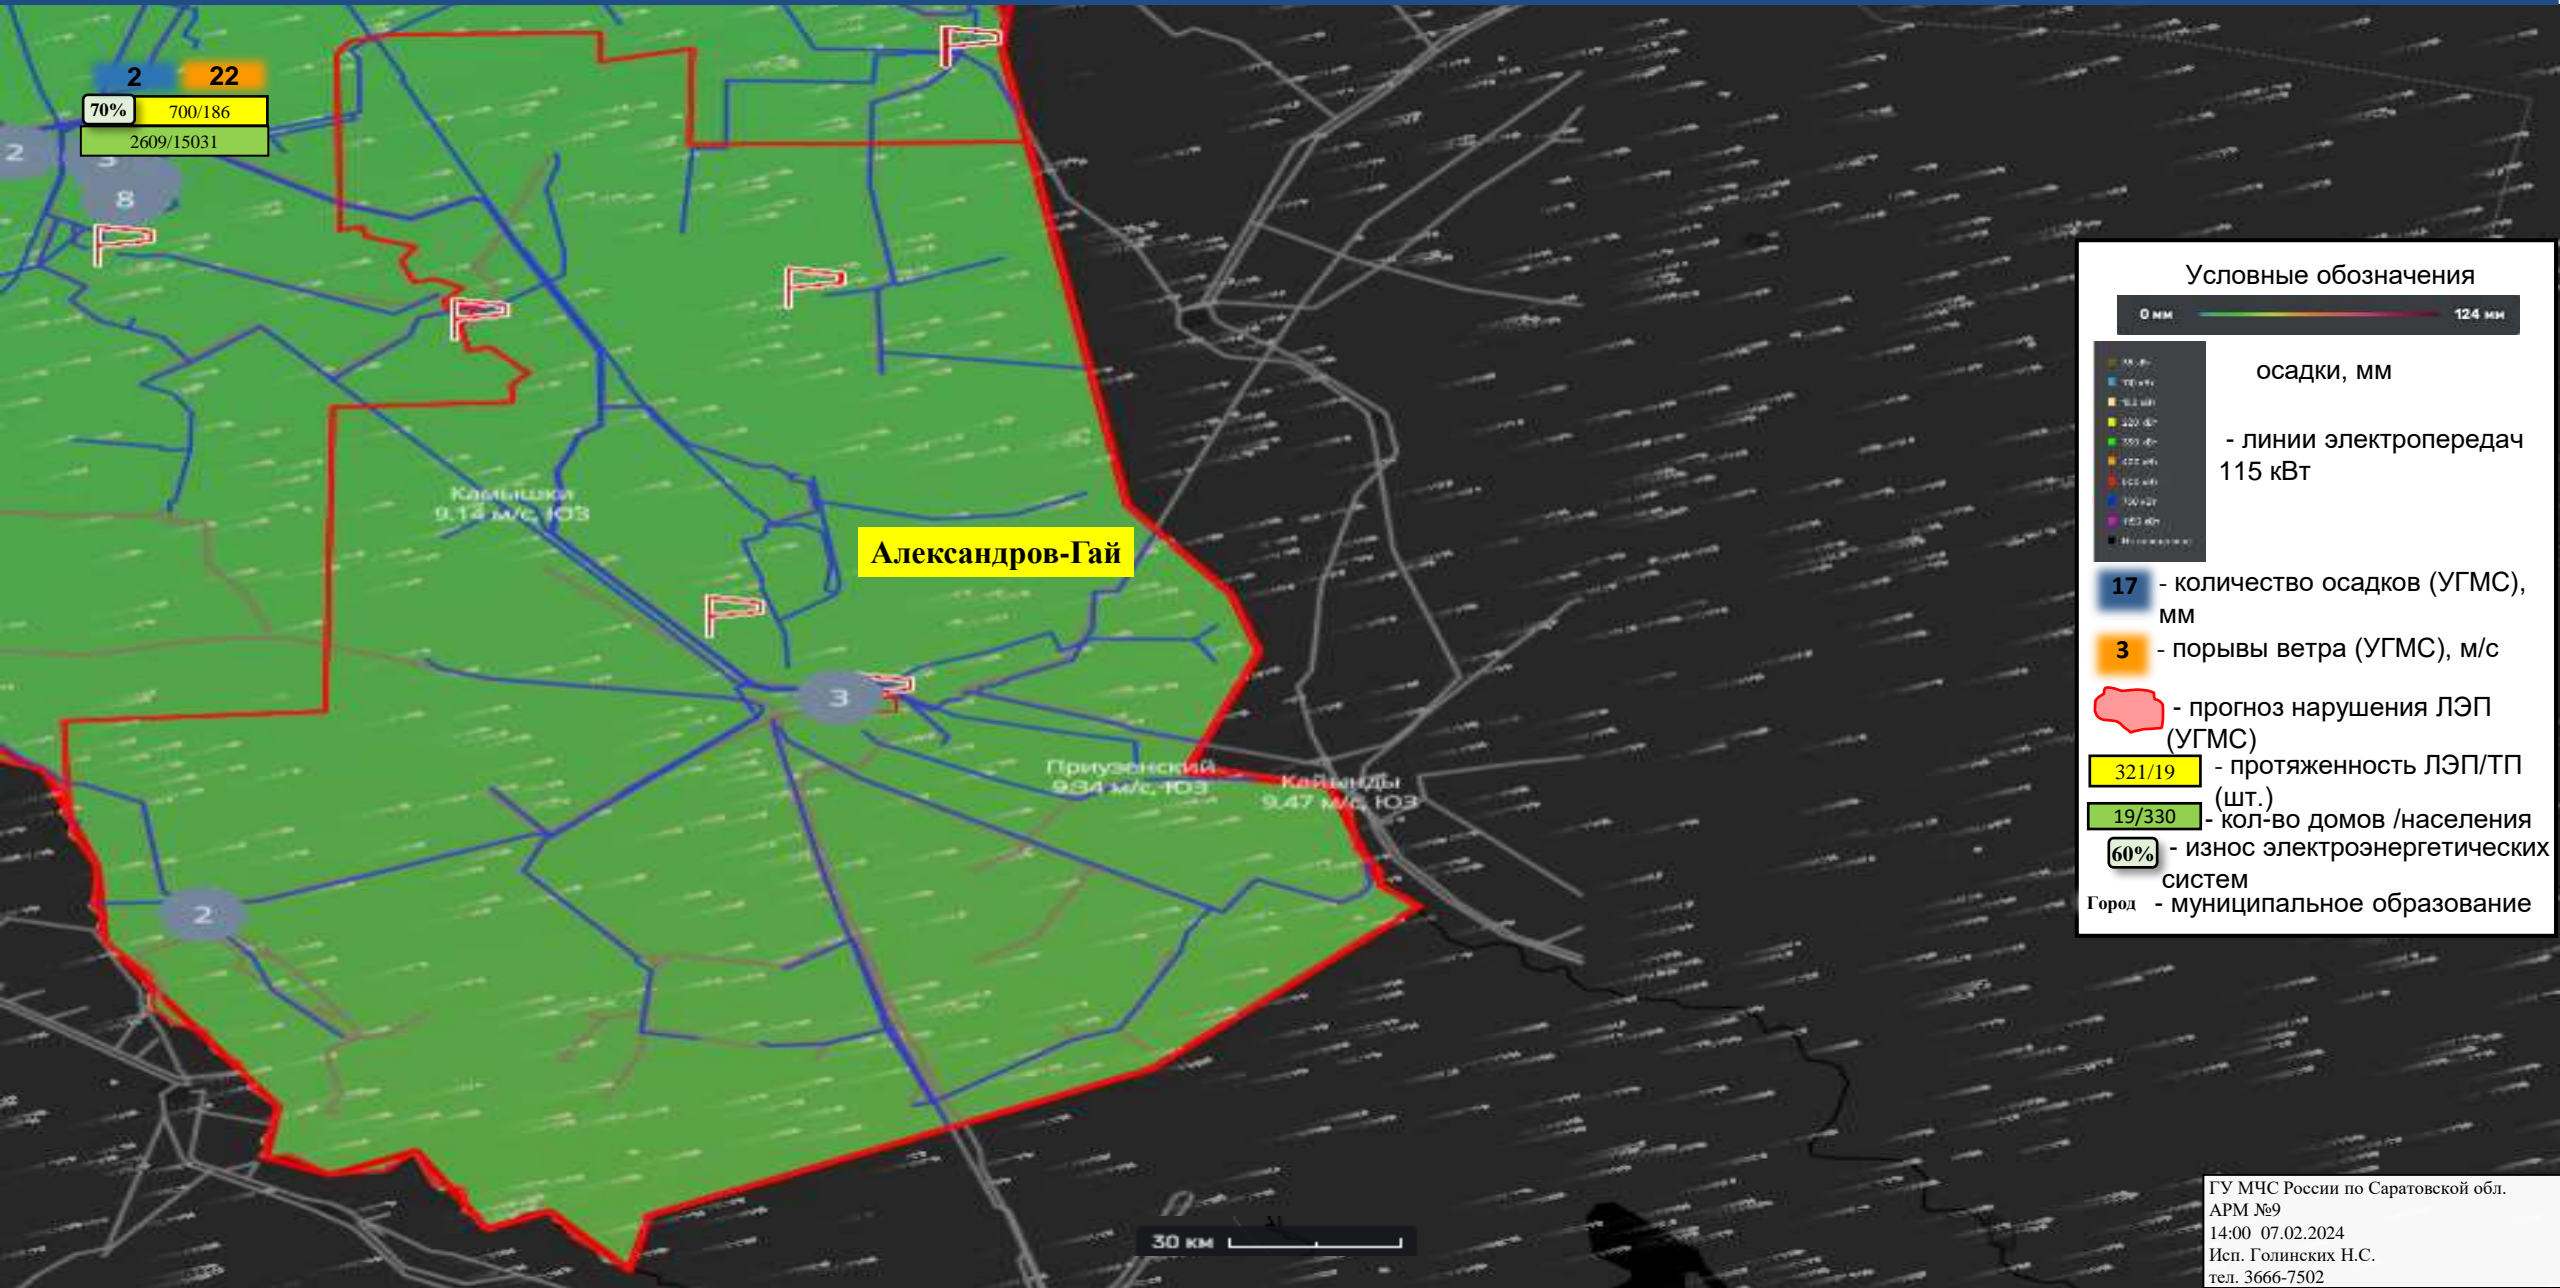 2 22
70% 700/186
2609/15031
2
3
8
Камышки
9.14 м/с, ЮЗ
Александров-Гай
3
Приузенский
9.34 м/с, ЮЗ
Кайынды
9.47 м/с, ЮЗ
2
30 км
Условные обозначения
0 мм 124 мм
осадки, мм
- линии электропередач
115 кВт
17 - количество осадков (УГМС),
мм
3 - порывы ветра (УГМС), м/с
- прогноз нарушения ЛЭП
(УГМС)
321/19 - протяженность ЛЭП/ТП
(шт.)
19/330 - кол-во домов /населения
60% - износ электроэнергетических
систем
Город - муниципальное образование
ГУ МЧС России по Саратовской обл.
АРМ №9
14:00 07.02.2024
Исп. Голинских Н.С.
тел. 3666-7502